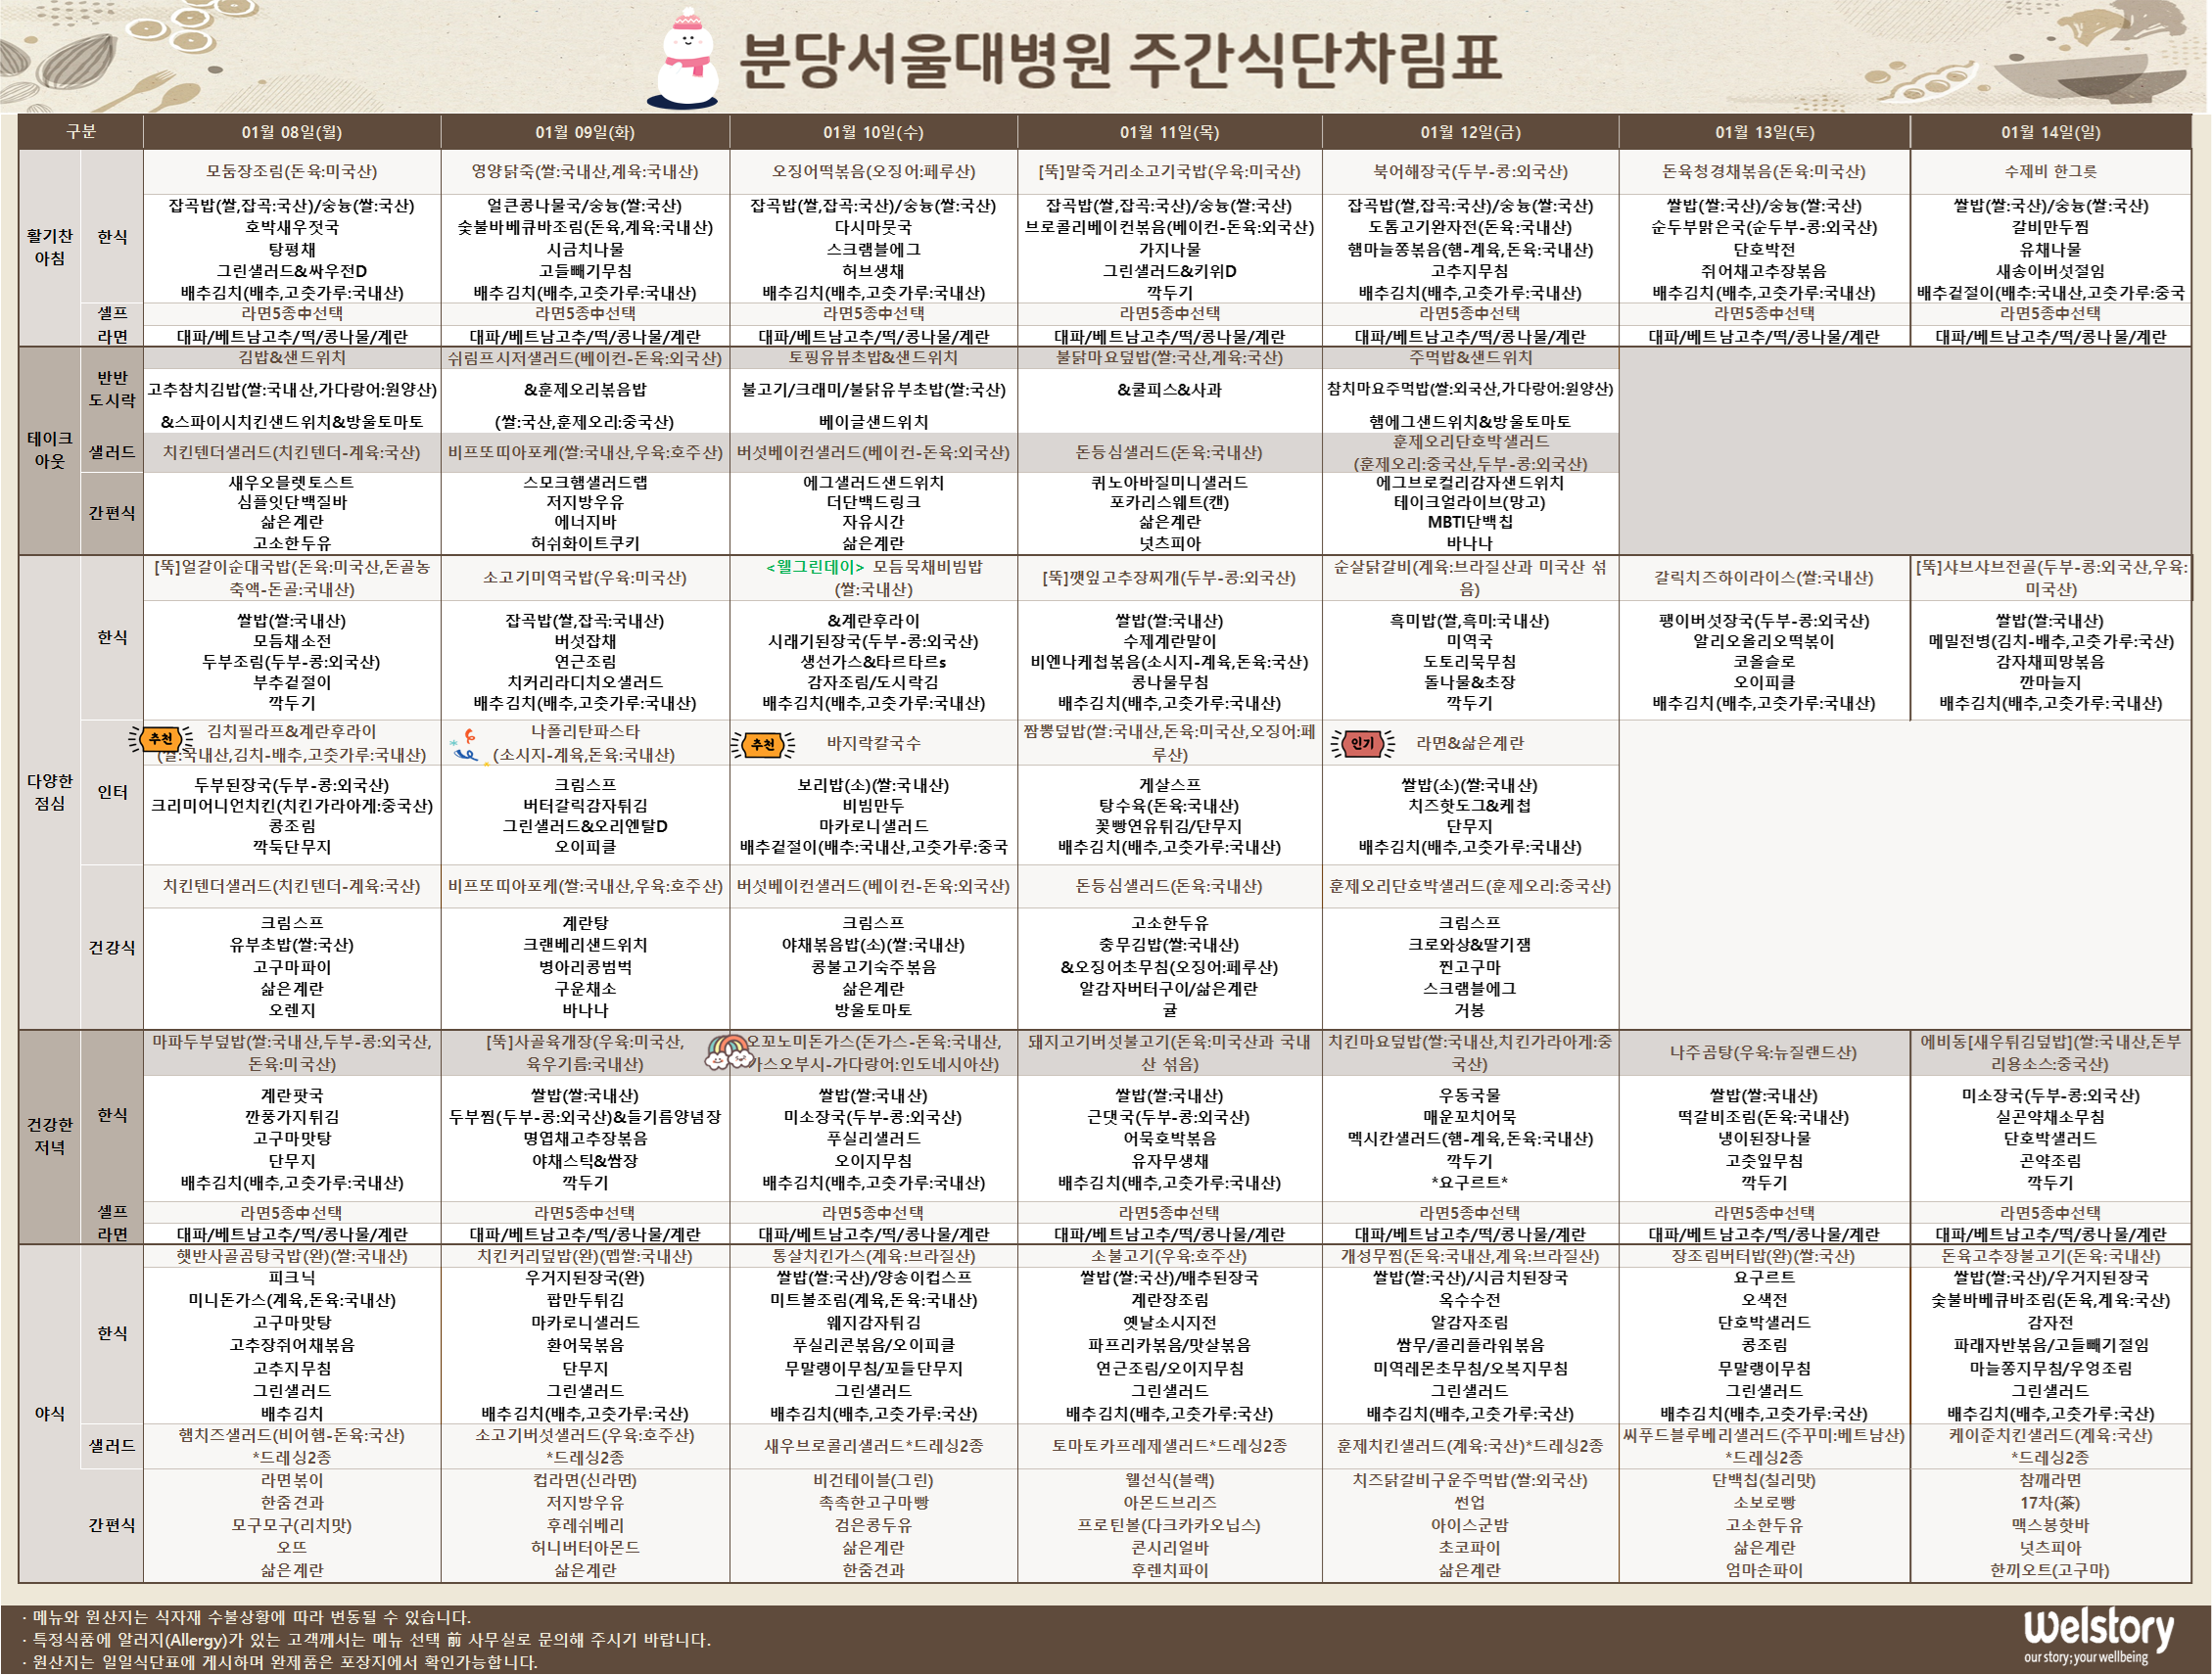 분당서울대병원 주간식단차림표
구분
01월 08일(월)
01월 09일(화)
01월 10일(수)
01월 11일(목)
01월 12일(금)
01월 13일(토)
01월 14일(일)
활기찬
아침
한식
모둠장조림(돈육:미국산)
영양닭죽(쌀:국내산,계육:국내산)
오징어떡볶음(오징어:페루산)
[뚝]말죽거리소고기국밥(우육:미국산)
북어해장국(두부-콩:외국산)
돈육청경채볶음(돈육:미국산)
수제비 한그릇
잡곡밥(쌀,잡곡:국산)/숭늉(쌀:국산)
얼큰콩나물국/숭늉(쌀:국산)
잡곡밥(쌀,잡곡:국산)/숭늉(쌀:국산)
잡곡밥(쌀,잡곡:국산)/숭늉(쌀:국산)
잡곡밥(쌀,잡곡:국산)/숭늉(쌀:국산)
쌀밥(쌀:국산)/숭늉(쌀:국산)
쌀밥(쌀:국산)/숭늉(쌀:국산)
호박새우젓국
숯불바베큐바조림(돈육,계육:국내산)
다시마뭇국
브로콜리베이컨볶음(베이컨-돈육:외국산)
도톰고기완자전(돈육:국내산)
순두부맑은국(순두부-콩:외국산)
갈비만두찜
탕평채
시금치나물
스크램블에그
가지나물
햄마늘쫑볶음(햄-계육,돈육:국내산)
단호박전
유채나물
그린샐러드&싸우전D
고들빼기무침
허브생채
그린샐러드&키위D
고추지무침
쥐어채고추장볶음
새송이버섯절임
배추김치(배추,고춧가루:국내산)
배추김치(배추,고춧가루:국내산)
배추김치(배추,고춧가루:국내산)
깍두기
배추김치(배추,고춧가루:국내산)
배추김치(배추,고춧가루:국내산)
배추겉절이(배추:국내산,고춧가루:중국
셀프
라면
라면5종中선택
라면5종中선택
라면5종中선택
라면5종中선택
라면5종中선택
라면5종中선택
라면5종中선택
대파/베트남고추/떡/콩나물/계란
대파/베트남고추/떡/콩나물/계란
대파/베트남고추/떡/콩나물/계란
대파/베트남고추/떡/콩나물/계란
대파/베트남고추/떡/콩나물/계란
대파/베트남고추/떡/콩나물/계란
대파/베트남고추/떡/콩나물/계란
테이크
아웃
반반
도시락
김밥&샌드위치
쉬림프시저샐러드(베이컨-돈육:외국산)
토핑유뷰초밥&샌드위치
불닭마요덮밥(쌀:국산,계육:국산)
주먹밥&샌드위치
고추참치김밥(쌀:국내산,가다랑어:원양산)
&훈제오리볶음밥
불고기/크래미/불닭유부초밥(쌀:국산)
&쿨피스&사과
참치마요주먹밥(쌀:외국산,가다랑어:원양산)
&스파이시치킨샌드위치&방울토마토
(쌀:국산,훈제오리:중국산)
베이글샌드위치
햄에그샌드위치&방울토마토
샐러드
치킨텐더샐러드(치킨텐더-계육:국산)
비프또띠아포케(쌀:국내산,우육:호주산)
버섯베이컨샐러드(베이컨-돈육:외국산)
돈등심샐러드(돈육:국내산)
훈제오리단호박샐러드
(훈제오리:중국산,두부-콩:외국산)
간편식
새우오믈렛토스트
스모크햄샐러드랩
에그샐러드샌드위치
퀴노아바질미니샐러드
에그브로컬리감자샌드위치
심플잇단백질바
저지방우유
더단백드링크
포카리스웨트(캔)
테이크얼라이브(망고)
삶은계란
에너지바
자유시간
삶은계란
MBTI단백칩
고소한두유
허쉬화이트쿠키
삶은계란
넛츠피아
바나나
다양한
점심
한식
[뚝]얼갈이순대국밥(돈육:미국산,돈골농
축액-돈골:국내산)
소고기미역국밥(우육:미국산)
<웰그린데이> 모듬묵채비빔밥
(쌀:국내산)
[뚝]깻잎고추장찌개(두부-콩:외국산)
순살닭갈비(계육:브라질산과 미국산 섞
음)
갈릭치즈하이라이스(쌀:국내산)
[뚝]샤브샤브전골(두부-콩:외국산,우육:
미국산)
쌀밥(쌀:국내산)
잡곡밥(쌀,잡곡:국내산)
&계란후라이
쌀밥(쌀:국내산)
흑미밥(쌀,흑미:국내산)
팽이버섯장국(두부-콩:외국산)
쌀밥(쌀:국내산)
모듬채소전
버섯잡채
시래기된장국(두부-콩:외국산)
수제계란말이
미역국
알리오올리오떡볶이
메밀전병(김치-배추,고춧가루:국산)
두부조림(두부-콩:외국산)
연근조림
생선가스&타르타르s
비엔나케첩볶음(소시지-계육,돈육:국산)
도토리묵무침
코올슬로
감자채피망볶음
부추겉절이
치커리라디치오샐러드
감자조림/도시락김
콩나물무침
돌나물&초장
오이피클
깐마늘지
깍두기
배추김치(배추,고춧가루:국내산)
배추김치(배추,고춧가루:국내산)
배추김치(배추,고춧가루:국내산)
깍두기
배추김치(배추,고춧가루:국내산)
배추김치(배추,고춧가루:국내산)
인터
추천
김치필라프&계란후라이
(쌀:국내산,김치-배추,고춧가루:국내산)
나폴리탄파스타
(소시지-계육,돈육:국내산)
추천
바지락칼국수
짬뽕덮밥(쌀:국내산,돈육:미국산,오징어:페
루산)
인기
라면&삶은계란
두부된장국(두부-콩:외국산)
크림스프
보리밥(소)(쌀:국내산)
게살스프
쌀밥(소)(쌀:국내산)
크리미어니언치킨(치킨가라아게:중국산)
버터갈릭감자튀김
비빔만두
탕수육(돈육:국내산)
치즈핫도그&케첩
콩조림
그린샐러드&오리엔탈D
마카로니샐러드
꽃빵연유튀김/단무지
단무지
깍둑단무지
오이피클
배추겉절이(배추:국내산,고춧가루:중국
배추김치(배추,고춧가루:국내산)
배추김치(배추,고춧가루:국내산)
건강식
치킨텐더샐러드(치킨텐더-계육:국산)
비프또띠아포케(쌀:국내산,우육:호주산)
버섯베이컨샐러드(베이컨-돈육:외국산)
돈등심샐러드(돈육:국내산)
훈제오리단호박샐러드(훈제오리:중국산)
크림스프
계란탕
크림스프
고소한두유
크림스프
유부초밥(쌀:국산)
크랜베리샌드위치
야채볶음밥(소)(쌀:국내산)
충무김밥(쌀:국내산)
크로와상&딸기잼
고구마파이
병아리콩범벅
콩불고기숙주볶음
&오징어초무침(오징어:페루산)
찐고구마
삶은계란
구운채소
삶은계란
알감자버터구이/삶은계란
스크램블에그
오렌지
바나나
방울토마토
귤
거봉
건강한
저녁
한식
마파두부덮밥(쌀:국내산,두부-콩:외국산,
돈육:미국산)
[뚝]사골육개장(우육:미국산,
육우기름:국내산)
오꼬노미돈가스(돈가스-돈육:국내산,
가스오부시-가다랑어:인도네시아산)
돼지고기버섯불고기(돈육:미국산과 국내
산 섞음)
치킨마요덮밥(쌀:국내산,치킨가라아게:중
국산)
나주곰탕(우육:뉴질랜드산)
에비동[새우튀김덮밥](쌀:국내산,돈부
리용소스:중국산)
계란팟국
쌀밥(쌀:국내산)
쌀밥(쌀:국내산)
쌀밥(쌀:국내산)
우동국물
쌀밥(쌀:국내산)
미소장국(두부-콩:외국산)
깐풍가지튀김
두부찜(두부-콩:외국산)&들기름양념장
미소장국(두부-콩:외국산)
근댓국(두부-콩:외국산)
매운꼬치어묵
떡갈비조림(돈육:국내산)
실곤약채소무침
고구마맛탕
명엽채고추장볶음
푸실리샐러드
어묵호박볶음
멕시칸샐러드(햄-계육,돈육:국내산)
냉이된장나물
단호박샐러드
단무지
야채스틱&쌈장
오이지무침
유자무생채
깍두기
고춧잎무침
곤약조림
배추김치(배추,고춧가루:국내산)
깍두기
배추김치(배추,고춧가루:국내산)
배추김치(배추,고춧가루:국내산)
*요구르트*
깍두기
깍두기
셀프
라면
라면5종中선택
라면5종中선택
라면5종中선택
라면5종中선택
라면5종中선택
라면5종中선택
라면5종中선택
대파/베트남고추/떡/콩나물/계란
대파/베트남고추/떡/콩나물/계란
대파/베트남고추/떡/콩나물/계란
대파/베트남고추/떡/콩나물/계란
대파/베트남고추/떡/콩나물/계란
대파/베트남고추/떡/콩나물/계란
대파/베트남고추/떡/콩나물/계란
야식
한식
햇반사골곰탕국밥(완)(쌀:국내산)
치킨커리덮밥(완)(멥쌀:국내산)
통살치킨가스(계육:브라질산)
소불고기(우육:호주산)
개성무찜(돈육:국내산,계육:브라질산)
장조림버터밥(완)(쌀:국산)
돈육고추장불고기(돈육:국내산)
피크닉
우거지된장국(완)
쌀밥(쌀:국산)/양송이컵스프
쌀밥(쌀:국산)/배추된장국
쌀밥(쌀:국산)/시금치된장국
요구르트
쌀밥(쌀:국산)/우거지된장국
미니돈가스(계육,돈육:국내산)
팝만두튀김
미트볼조림(계육,돈육:국내산)
계란장조림
옥수수전
오색전
숯불바베큐바조림(돈육,계육:국산)
고구마맛탕
마카로니샐러드
웨지감자튀김
옛날소시지전
알감자조림
단호박샐러드
감자전
고추장쥐어채볶음
환어묵볶음
푸실리콘볶음/오이피클
파프리카볶음/맛살볶음
쌈무/콜리플라워볶음
콩조림
파래자반볶음/고들빼기절임
고추지무침
단무지
무말랭이무침/꼬들단무지
연근조림/오이지무침
미역레몬초무침/오복지무침
무말랭이무침
마늘쫑지무침/우엉조림
그린샐러드
그린샐러드
그린샐러드
그린샐러드
그린샐러드
그린샐러드
그린샐러드
배추김치
배추김치(배추,고춧가루:국산)
배추김치(배추,고춧가루:국산)
배추김치(배추,고춧가루:국산)
배추김치(배추,고춧가루:국산)
배추김치(배추,고춧가루:국산)
배추김치(배추,고춧가루:국산)
샐러드
햄치즈샐러드(비어햄-돈육:국산)
*드레싱2종
소고기버섯샐러드(우육:호주산)
*드레싱2종
새우브로콜리샐러드*드레싱2종
토마토카프레제샐러드*드레싱2종
훈제치킨샐러드(계육:국산)*드레싱2종
씨푸드블루베리샐러드(주꾸미:베트남산)
*드레싱2종
케이준치킨샐러드(계육:국산)
*드레싱2종
간편식
라면볶이
컵라면(신라면)
비건테이블(그린)
웰선식(블랙)
치즈닭갈비구운주먹밥(쌀:외국산)
단백칩(칠리맛)
참깨라면
한줌견과
저지방우유
촉촉한고구마빵
아몬드브리즈
썬업
소보로빵
17차(茶)
모구모구(리치맛)
후레쉬베리
검은콩두유
프로틴볼(다크카카오닙스)
아이스군밤
고소한두유
맥스봉핫바
오뜨
허니버터아몬드
삶은계란
콘시리얼바
초코파이
삶은계란
넛츠피아
삶은계란
삶은계란
한줌견과
후렌치파이
삶은계란
엄마손파이
한끼오트(고구마)
· 메뉴와 원산지는 식자재 수불상황에 따라 변동될 수 있습니다.
· 특정식품에 알러지(Allergy)가 있는 고객께서는 메뉴 선택 前 사무실로 문의해 주시기 바랍니다.
· 원산지는 일일식단표에 게시하며 완제품은 포장지에서 확인가능합니다.
Welstory
our story; your wellbeing